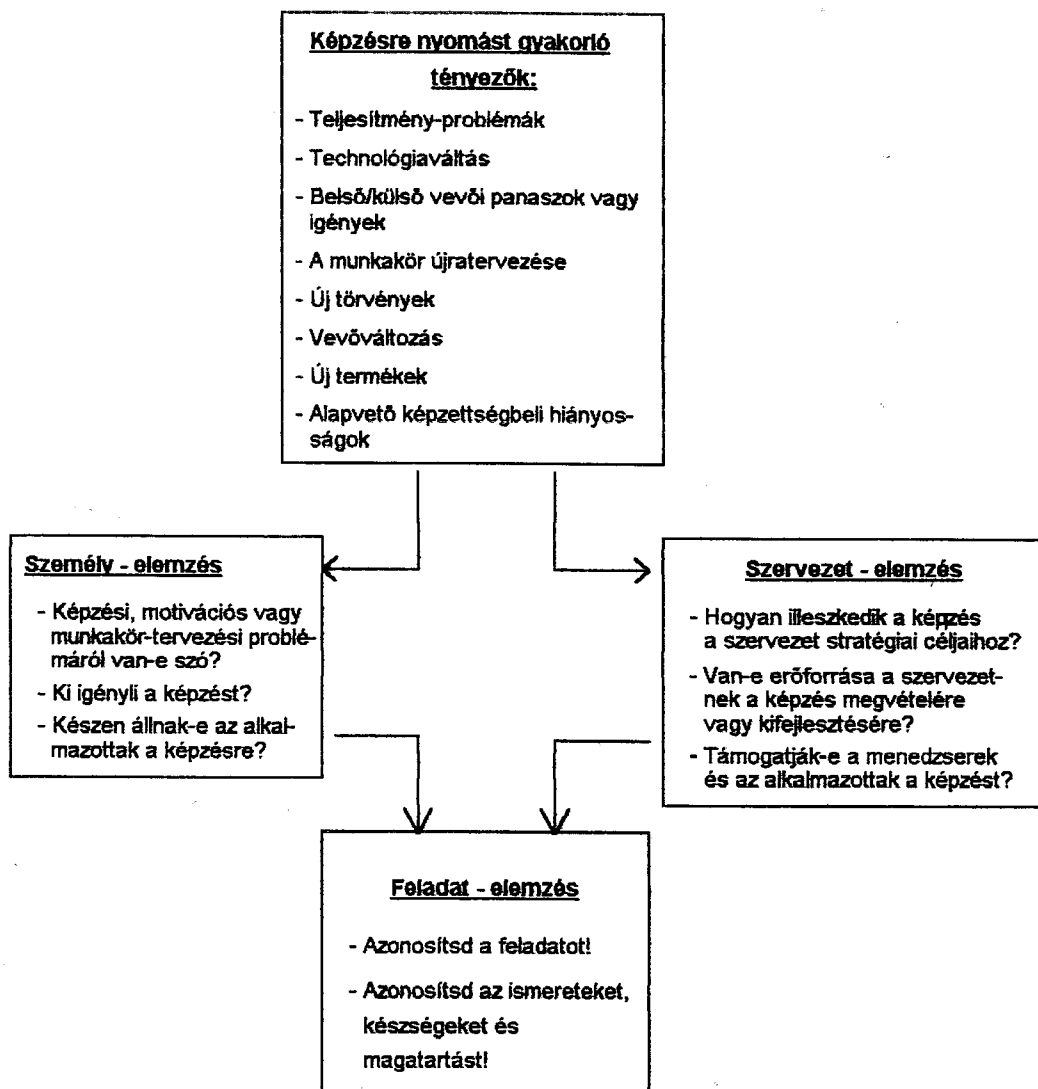 Képzésre nyomást gyakorló
tényezők:
- Teljesítmény-problémák
- Technológiaváltás
- Belső/külső vevői panaszok vagy
igények
- A munkakör újratervezése
- Új törvények
- Vevőváltozás
- Új termékek
- Alapvető képzettségbeli hiányos-
ságok
Személy - elemzés
- Képzési, motivációs vagy
munkakör-tervezési problé-
máról van-e szó?
- Ki igényli a képzést?
- Készen állnak-e az alkal-
mazottak a képzésre?
Szervezet - elemzés
- Hogyan illeszkedik a képzés
a szervezet stratégiai céljaihoz?
- Van-e erőforrása a szervezet-
nek a képzés megvételére
vagy kifejlesztésére?
- Támogatják-e a menedzserek
és az alkalmazottak a képzést?
Feladat - elemzés
- Azonosítsd a feladatot!
- Azonosítsd az ismereteket,
készségeket és
magatartást!